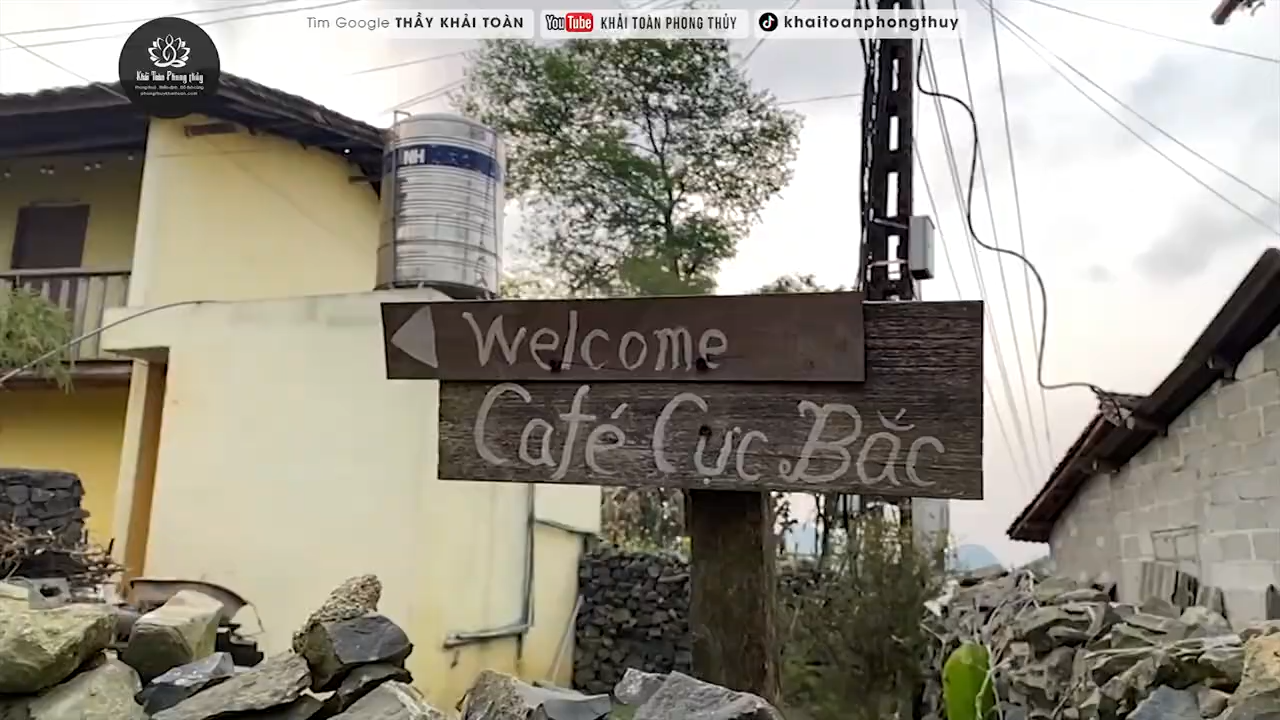 Tìm Google THẦY KHẢI TOÀN
YouTube KHẢI TOÀN PHONG THỦY
khaitoanphongthuy
Khải Toàn Phong thủy
NH
Welcome
Café Cực Bắc